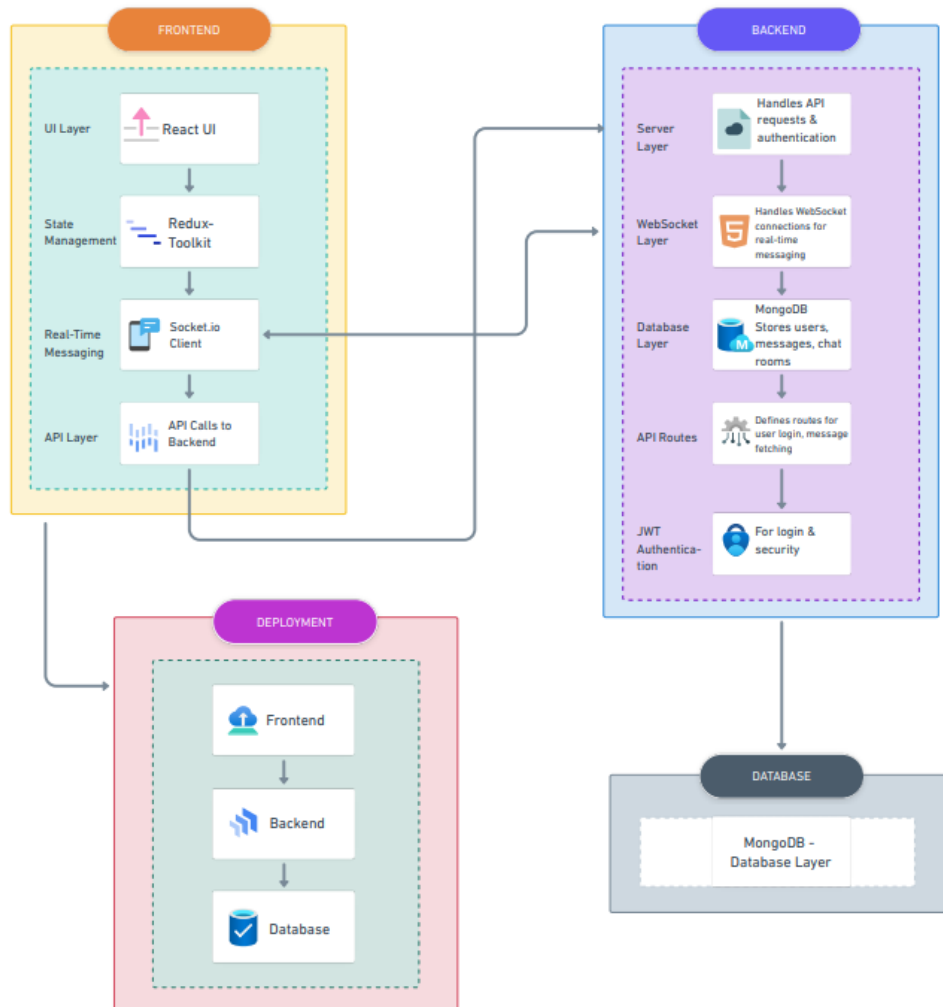 FRONTEND
UI Layer
React UI
State
Management
Redux-
Toolkit
Real-Time
Messaging
Socket.io
Client
API Layer
API Calls to
Backend
BACKEND
Server
Layer
Handles API
requests &
authentication
WebSocket
Layer
Handles WebSocket
connections for
real-time
messaging
Database
Layer
MongoDB
Stores users,
messages, chat
rooms
M
API Routes
Defines routes for
user login, message
fetching
JWT
Authentica-
tion
For login &
security
DEPLOYMENT
Frontend
Backend
Database
DATABASE
MongoDB -
Database Layer